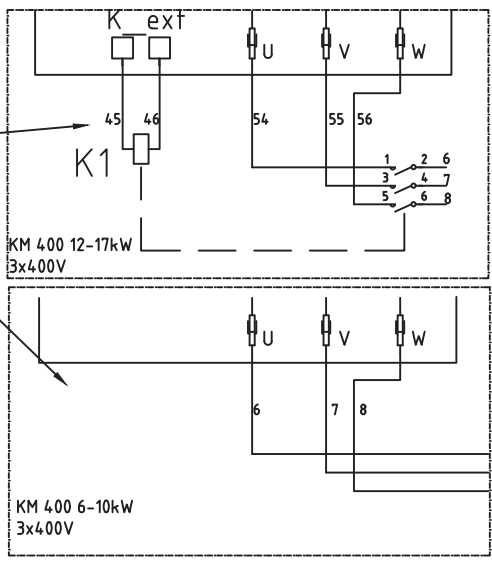 K_ext
U V W
45 46 54 55 56
K1
1 2 6
3 4 7
5 6 8
KM 400 12-17kW
3x400V
U V W
6 7 8
KM 400 6-10kW
3x400V